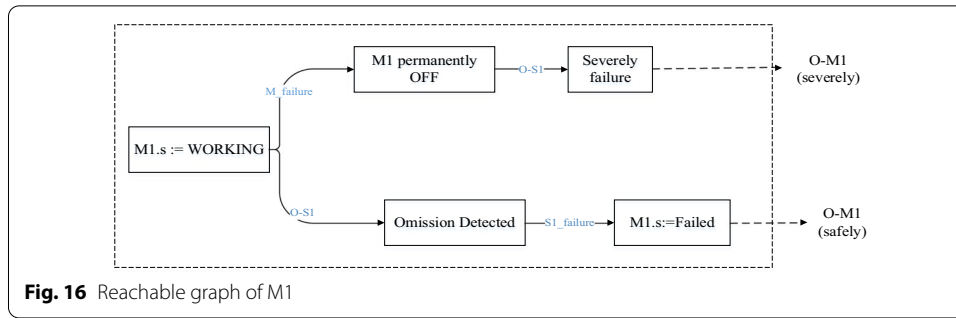 M1 permanently
OFF
O-S1
Severely
failure
O-M1
(severely)
M_failure
M1.s := WORKING
O-S1
Omission Detected
S1_failure
M1.s:=Failed
O-M1
(safely)
Fig. 16 Reachable graph of M1